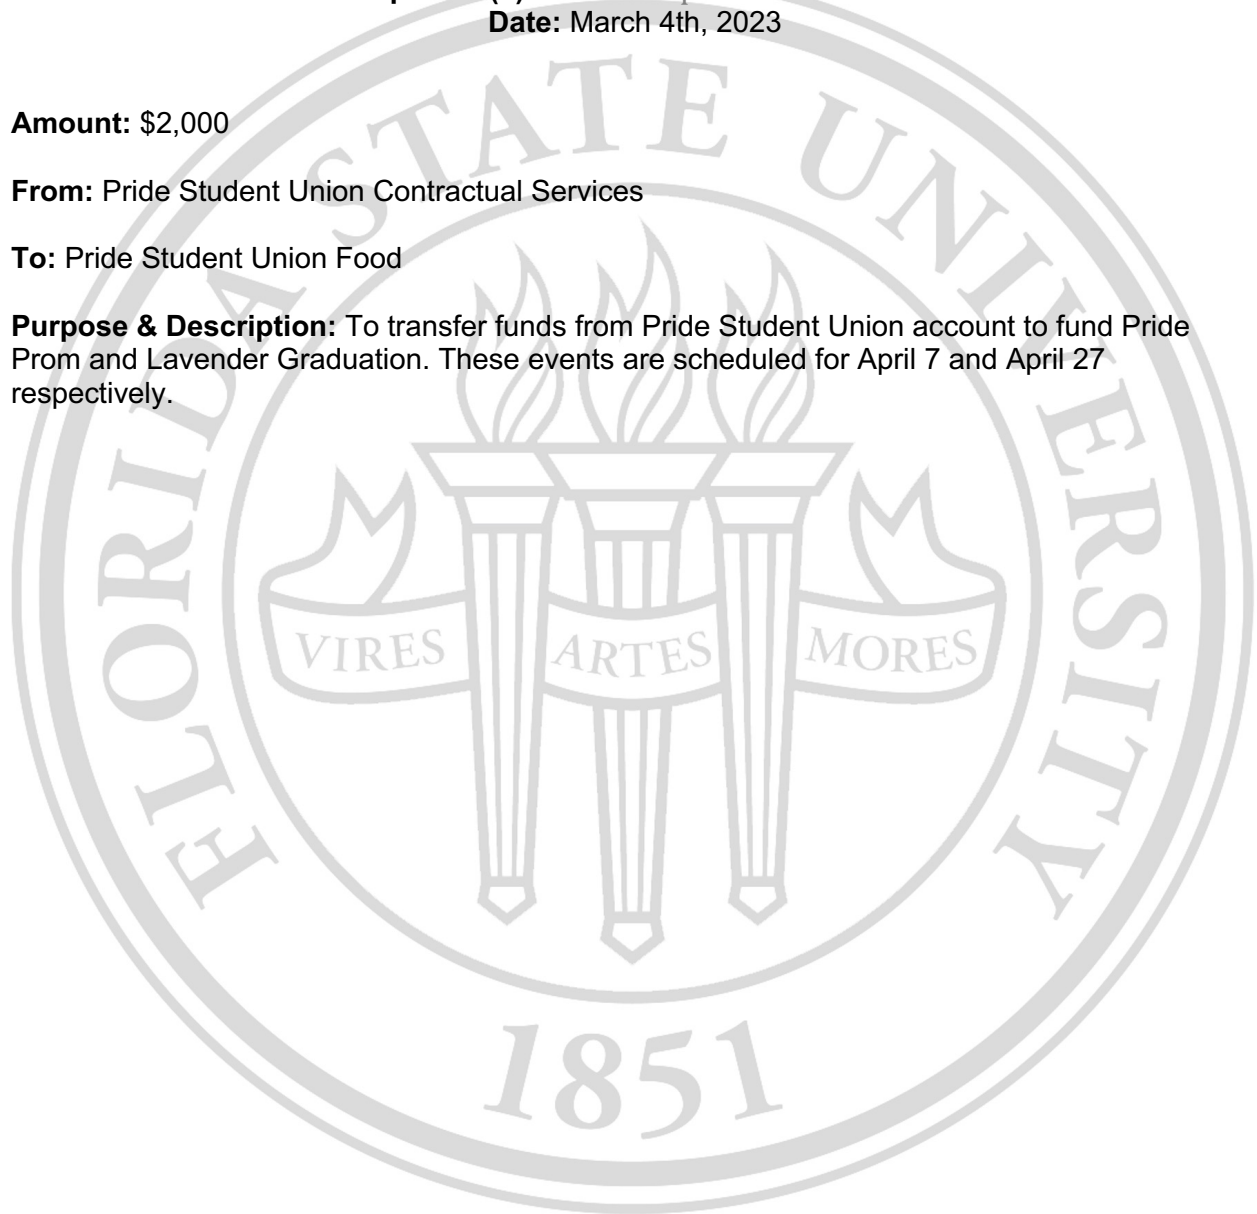 Date: March 4th, 2023
Amount: $2,000
From: Pride Student Union Contractual Services
To: Pride Student Union Food
Purpose & Description: To transfer funds from Pride Student Union account to fund Pride
Prom and Lavender Graduation. These events are scheduled for April 7 and April 27
respectively.
FLORIDA STATE UNIVERSITY
VIRES ARTES MORES
1851